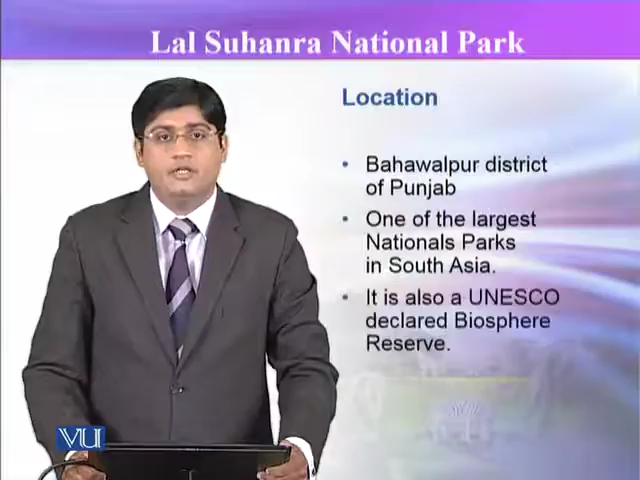 Lal Suhanra National Park
Location
• Bahawalpur district
of Punjab
• One of the largest
Nationals Parks
in South Asia.
• It is also a UNESCO
declared Biosphere
Reserve.
VU